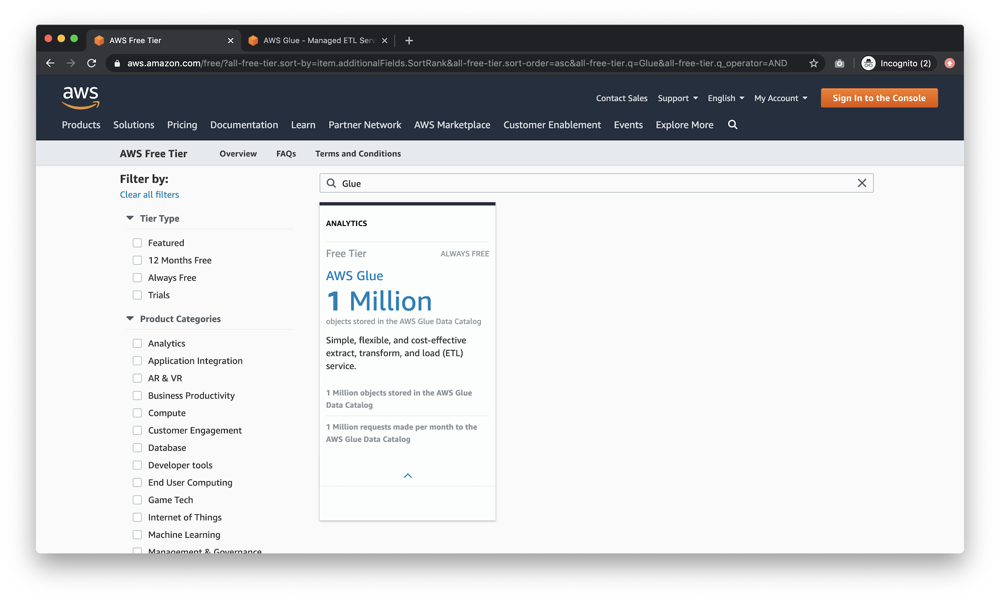 AWS Free Tier
AWS Glue - Managed ETL Serv
aws.amazon.com/free/?all-free-tier.sort-by=item.additionalFields.SortRank&all-free-tier.sort-order=asc&all-free-tier.q=Glue&all-free-tier.q_operator=AND
Incognito (2)
aws
Contact Sales Support English My Account Sign In to the Console
Products Solutions Pricing Documentation Learn Partner Network AWS Marketplace Customer Enablement Events Explore More
AWS Free Tier Overview FAQs Terms and Conditions
Filter by:
Clear all filters
Tier Type
Featured
12 Months Free
Always Free
Trials
Product Categories
Analytics
Application Integration
AR & VR
Business Productivity
Compute
Customer Engagement
Database
Developer tools
End User Computing
Game Tech
Internet of Things
Machine Learning
Management & Governance
Glue
ANALYTICS
Free Tier ALWAYS FREE
AWS Glue
1 Million
objects stored in the AWS Glue Data Catalog
Simple, flexible, and cost-effective
extract, transform, and load (ETL)
service.
1 Million objects stored in the AWS Glue
Data Catalog
1 Million requests made per month to the
AWS Glue Data Catalog